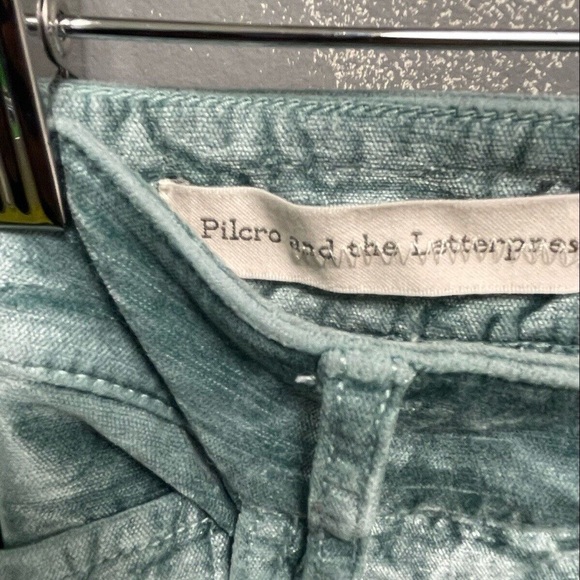 Pilcro and the Letterpres